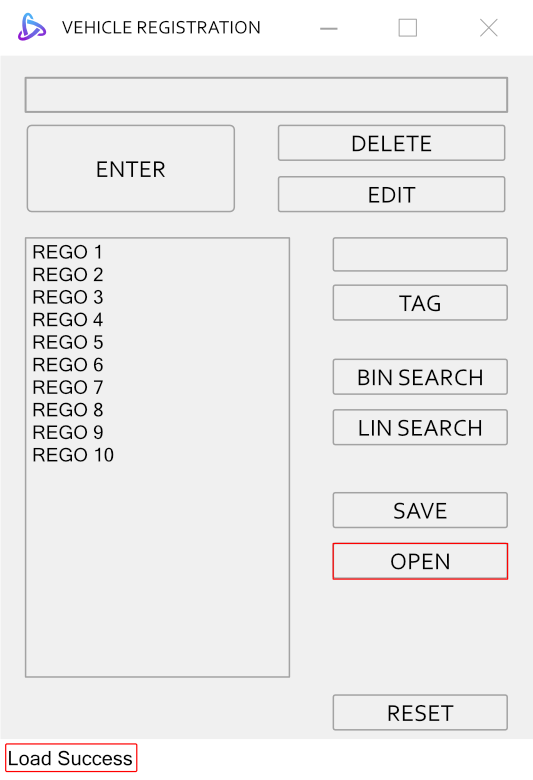 VEHICLE REGISTRATION
ENTER
DELETE
EDIT
REGO 1
REGO 2
REGO 3
REGO 4
REGO 5
REGO 6
REGO 7
REGO 8
REGO 9
REGO 10
TAG
BIN SEARCH
LIN SEARCH
SAVE
OPEN
RESET
Load Success